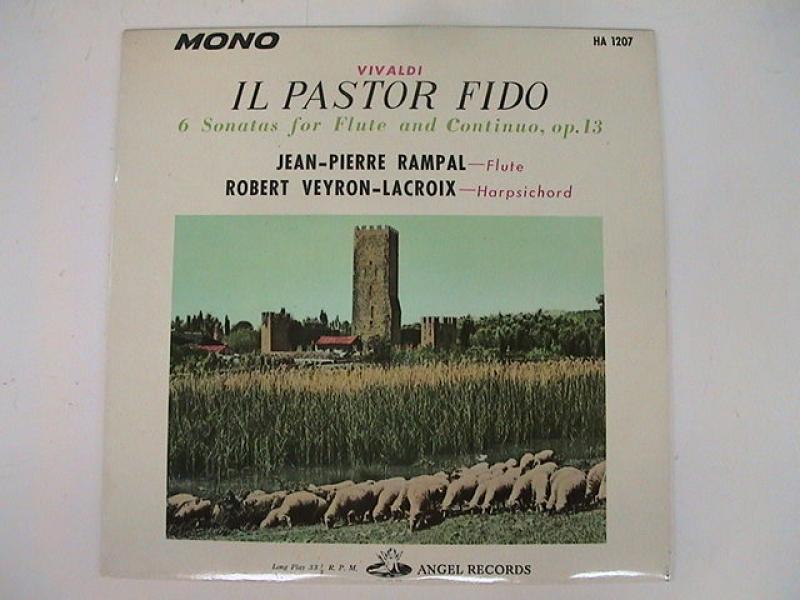 MONO
HA 1207
VIVALDI
IL PASTOR FIDO
6 Sonatas for Flute and Continuo, op.13
JEAN-PIERRE RAMPAL—Flute
ROBERT VEYRON-LACROIX—Harpsichord
Long Play 33⅓ R. P. M.
ANGEL RECORDS